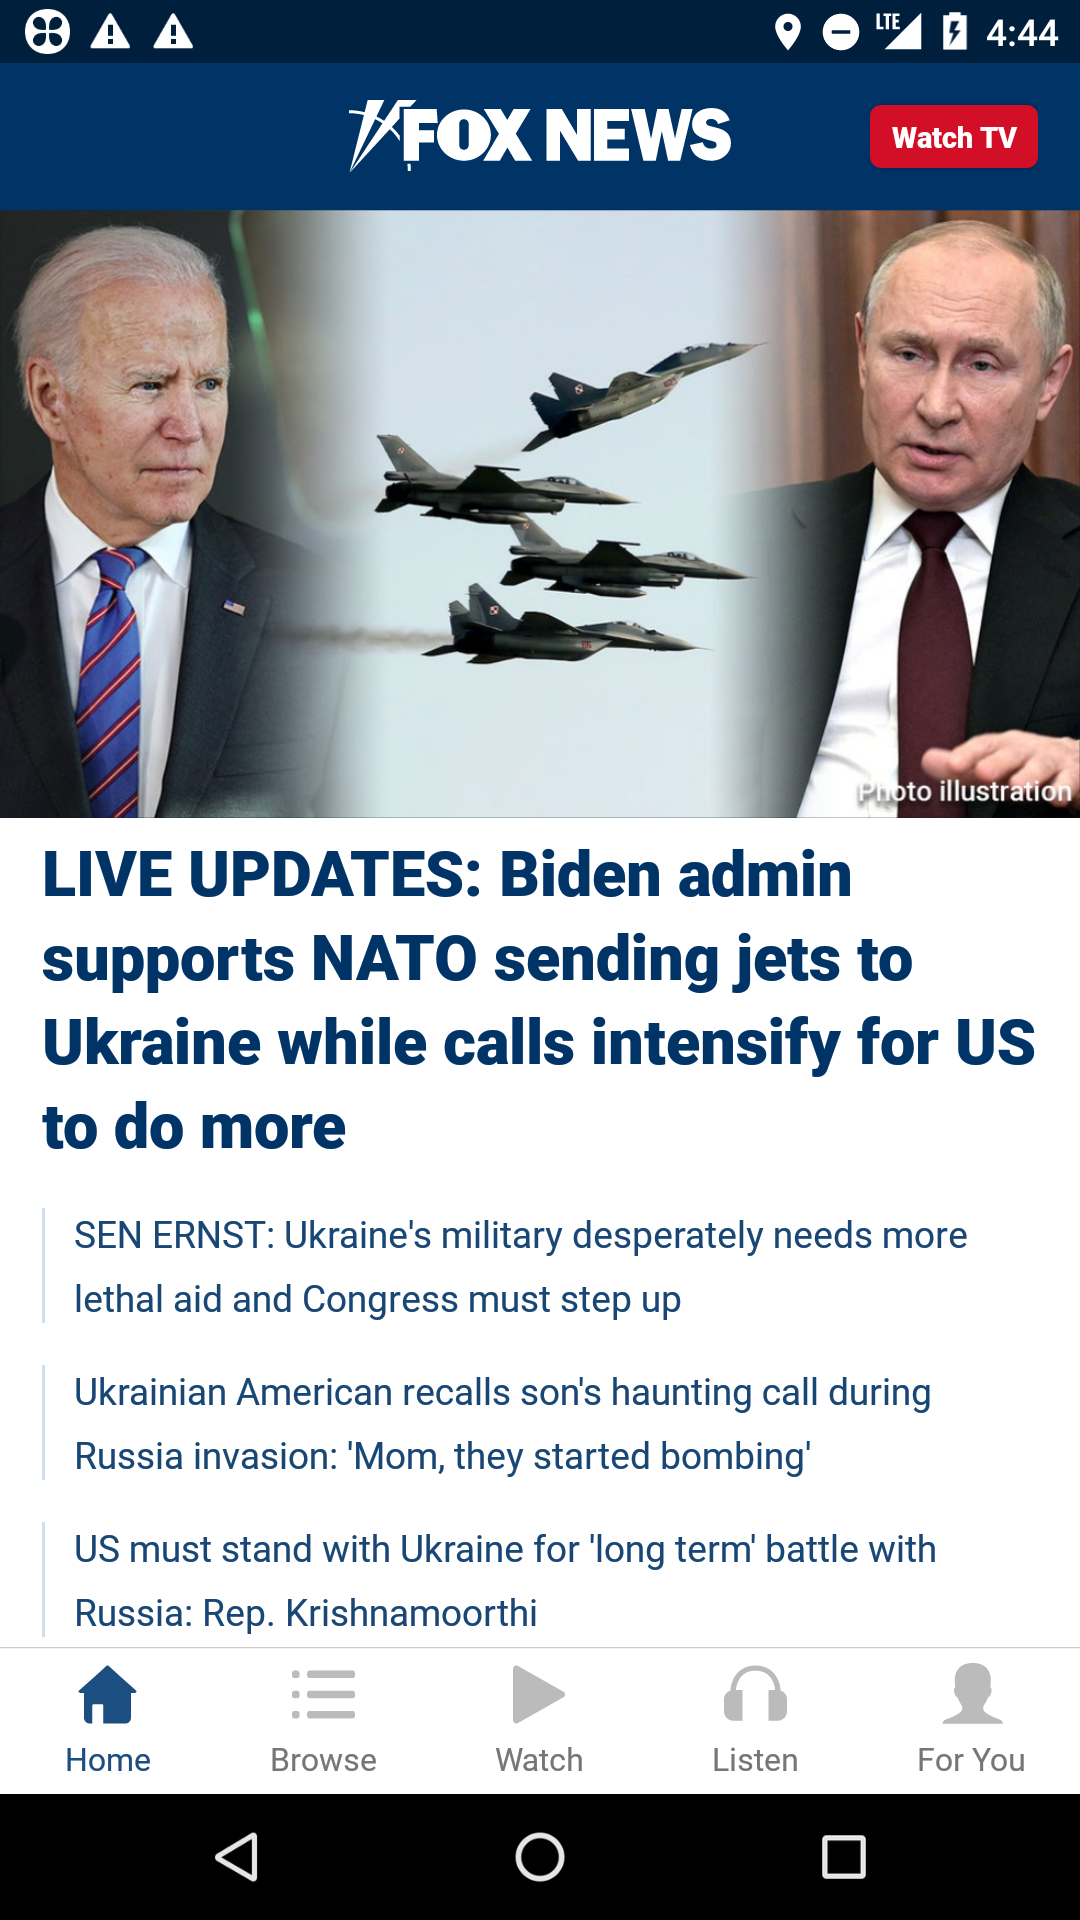 LTE 4:44
FOX NEWS
Watch TV
Photo illustration
LIVE UPDATES: Biden admin
supports NATO sending jets to
Ukraine while calls intensify for US
to do more
SEN ERNST: Ukraine's military desperately needs more
lethal aid and Congress must step up
Ukrainian American recalls son's haunting call during
Russia invasion: 'Mom, they started bombing'
US must stand with Ukraine for 'long term' battle with
Russia: Rep. Krishnamoorthi
Home Browse Watch Listen For You